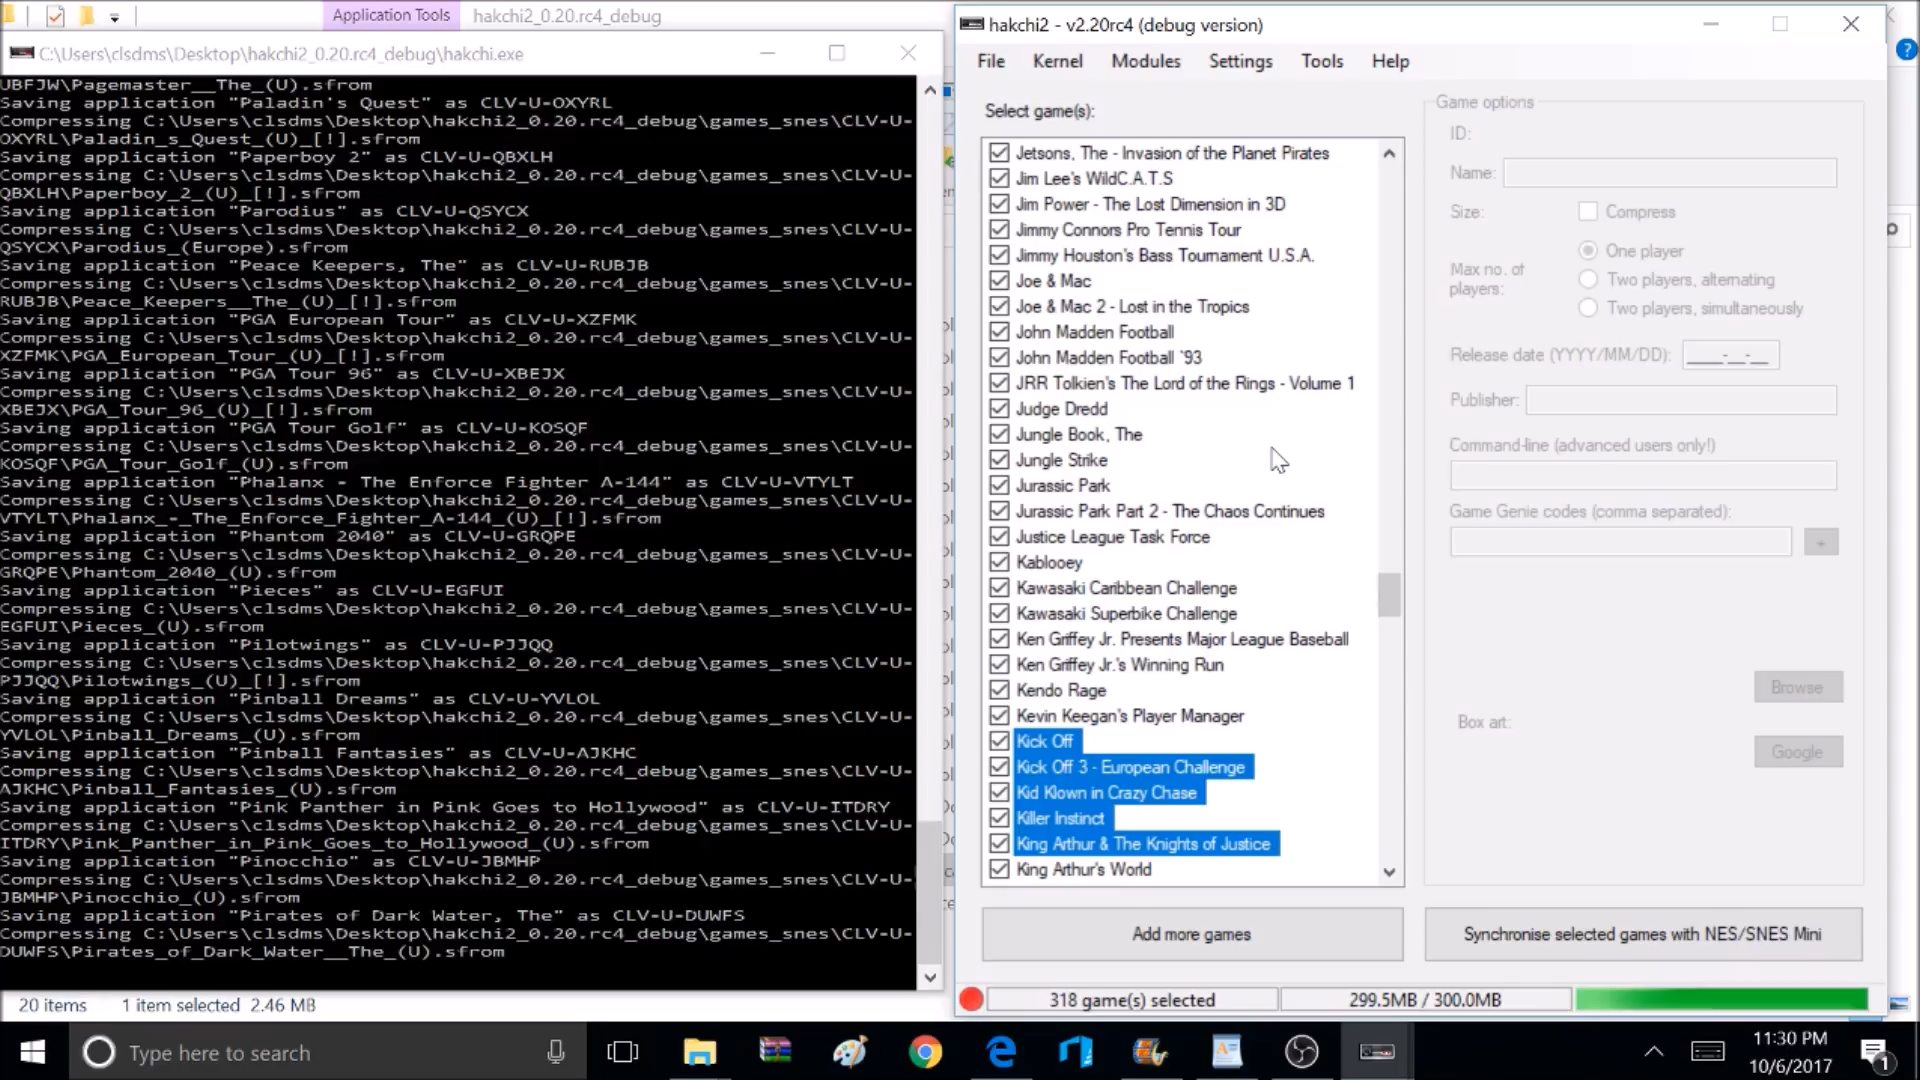 Application Tools
hakchi2_0.20.rc4_debug
C:\Users\clsdms\Desktop\hakchi2_0.20.rc4_debug\hakchi.exe
UBFJW\Pagemaster__The_(U).sfrom
Saving application "Paladin's Quest" as CLV-U-OXYRL
Compressing C:\Users\clsdms\Desktop\hakchi2_0.20.rc4_debug\games_snes\CLV-U-
OXYRL\Paladin_s_Quest_(U)_[!].sfrom
Saving application "Paperboy 2" as CLV-U-QBXLH
Compressing C:\Users\clsdms\Desktop\hakchi2_0.20.rc4_debug\games_snes\CLV-U-
QBXLH\Paperboy_2_(U)_[!].sfrom
Saving application "Parodius" as CLV-U-QSYCX
Compressing C:\Users\clsdms\Desktop\hakchi2_0.20.rc4_debug\games_snes\CLV-U-
QSYCX\Parodius_(Europe).sfrom
Saving application "Peace Keepers, The" as CLV-U-RUBJB
Compressing C:\Users\clsdms\Desktop\hakchi2_0.20.rc4_debug\games_snes\CLV-U-
RUBJB\Peace_Keepers__The_(U)_[!].sfrom
Saving application "PGA European Tour" as CLV-U-XZFMK
Compressing C:\Users\clsdms\Desktop\hakchi2_0.20.rc4_debug\games_snes\CLV-U-
XZFMK\PGA_European_Tour_(U)_[!].sfrom
Saving application "PGA Tour 96" as CLV-U-XBEJX
Compressing C:\Users\clsdms\Desktop\hakchi2_0.20.rc4_debug\games_snes\CLV-U-
XBEJX\PGA_Tour_96_(U)_[!].sfrom
Saving application "PGA Tour Golf" as CLV-U-KOSQF
Compressing C:\Users\clsdms\Desktop\hakchi2_0.20.rc4_debug\games_snes\CLV-U-
KOSQF\PGA_Tour_Golf_(U).sfrom
Saving application "Phalanx - The Enforce Fighter A-144" as CLV-U-VTYLT
Compressing C:\Users\clsdms\Desktop\hakchi2_0.20.rc4_debug\games_snes\CLV-U-
VTYLT\Phalanx_-_The_Enforce_Fighter_A-144_(U)_[!].sfrom
Saving application "Phantom 2040" as CLV-U-GRQPE
Compressing C:\Users\clsdms\Desktop\hakchi2_0.20.rc4_debug\games_snes\CLV-U-
GRQPE\Phantom_2040_(U).sfrom
Saving application "Pieces" as CLV-U-EGFUI
Compressing C:\Users\clsdms\Desktop\hakchi2_0.20.rc4_debug\games_snes\CLV-U-
EGFUI\Pieces_(U).sfrom
Saving application "Pilotwings" as CLV-U-PJJQQ
Compressing C:\Users\clsdms\Desktop\hakchi2_0.20.rc4_debug\games_snes\CLV-U-
PJJQQ\Pilotwings_(U)_[!].sfrom
Saving application "Pinball Dreams" as CLV-U-YVLOL
Compressing C:\Users\clsdms\Desktop\hakchi2_0.20.rc4_debug\games_snes\CLV-U-
YVLOL\Pinball_Dreams_(U).sfrom
Saving application "Pinball Fantasies" as CLV-U-AJKHC
Compressing C:\Users\clsdms\Desktop\hakchi2_0.20.rc4_debug\games_snes\CLV-U-
AJKHC\Pinball_Fantasies_(U).sfrom
Saving application "Pink Panther in Pink Goes to Hollywood" as CLV-U-ITDRY
Compressing C:\Users\clsdms\Desktop\hakchi2_0.20.rc4_debug\games_snes\CLV-U-
ITDRY\Pink_Panther_in_Pink_Goes_to_Hollywood_(U).sfrom
Saving application "Pinocchio" as CLV-U-JBMHP
Compressing C:\Users\clsdms\Desktop\hakchi2_0.20.rc4_debug\games_snes\CLV-U-
JBMHP\Pinocchio_(U).sfrom
Saving application "Pirates of Dark Water, The" as CLV-U-DUWFS
Compressing C:\Users\clsdms\Desktop\hakchi2_0.20.rc4_debug\games_snes\CLV-U-
DUWFS\Pirates_of_Dark_Water__The_(U).sfrom
20 items 1 item selected 2.46 MB
hakchi2 - v2.20rc4 (debug version)
File Kernel Modules Settings Tools Help
Select game(s):
Jetsons, The - Invasion of the Planet Pirates
Jim Lee's WildC.A.T.S
Jim Power - The Lost Dimension in 3D
Jimmy Connors Pro Tennis Tour
Jimmy Houston's Bass Tournament U.S.A.
Joe & Mac
Joe & Mac 2 - Lost in the Tropics
John Madden Football
John Madden Football `93
JRR Tolkien's The Lord of the Rings - Volume 1
Judge Dredd
Jungle Book, The
Jungle Strike
Jurassic Park
Jurassic Park Part 2 - The Chaos Continues
Justice League Task Force
Kablooey
Kawasaki Caribbean Challenge
Kawasaki Superbike Challenge
Ken Griffey Jr. Presents Major League Baseball
Ken Griffey Jr.'s Winning Run
Kendo Rage
Kevin Keegan's Player Manager
Kick Off
Kick Off 3 - European Challenge
Kid Klown in Crazy Chase
Killer Instinct
King Arthur & The Knights of Justice
King Arthur's World
Add more games
Game options
ID:
Name:
Size:
Compress
Max no. of
players:
One player
Two players, alternating
Two players, simultaneously
Release date (YYYY/MM/DD):
____-__-__
Publisher:
Command-line (advanced users only!)
Game Genie codes (comma separated):
+
Browse
Box art:
Google
Synchronise selected games with NES/SNES Mini
318 game(s) selected
299.5MB / 300.0MB
Type here to search
11:30 PM
10/6/2017
1